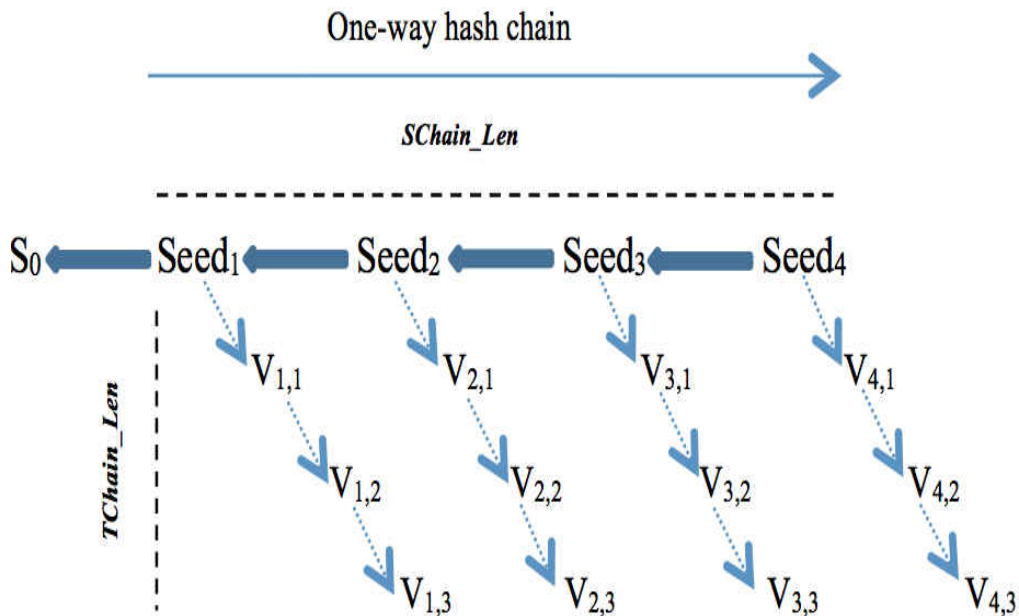 One-way hash chain
SChain_Len
S₀ Seed₁ Seed₂ Seed₃ Seed₄
TChain_Len
V₁,₁ V₂,₁ V₃,₁ V₄,₁
V₁,₂ V₂,₂ V₃,₂ V₄,₂
V₁,₃ V₂,₃ V₃,₃ V₄,₃